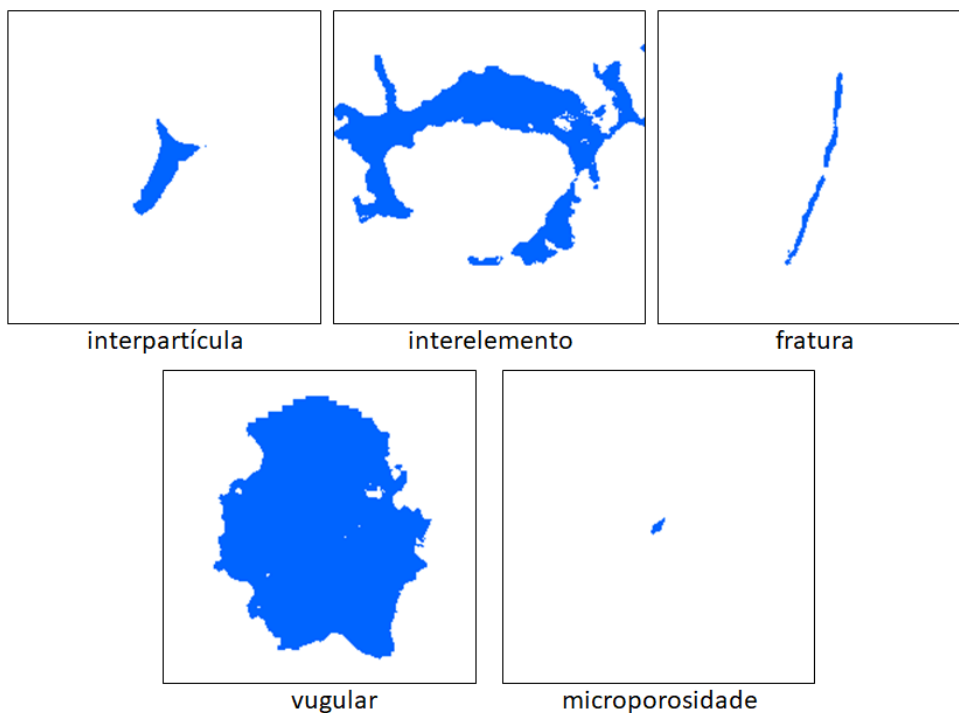 interpartícula
interelemento
fratura
vugular
microporosidade